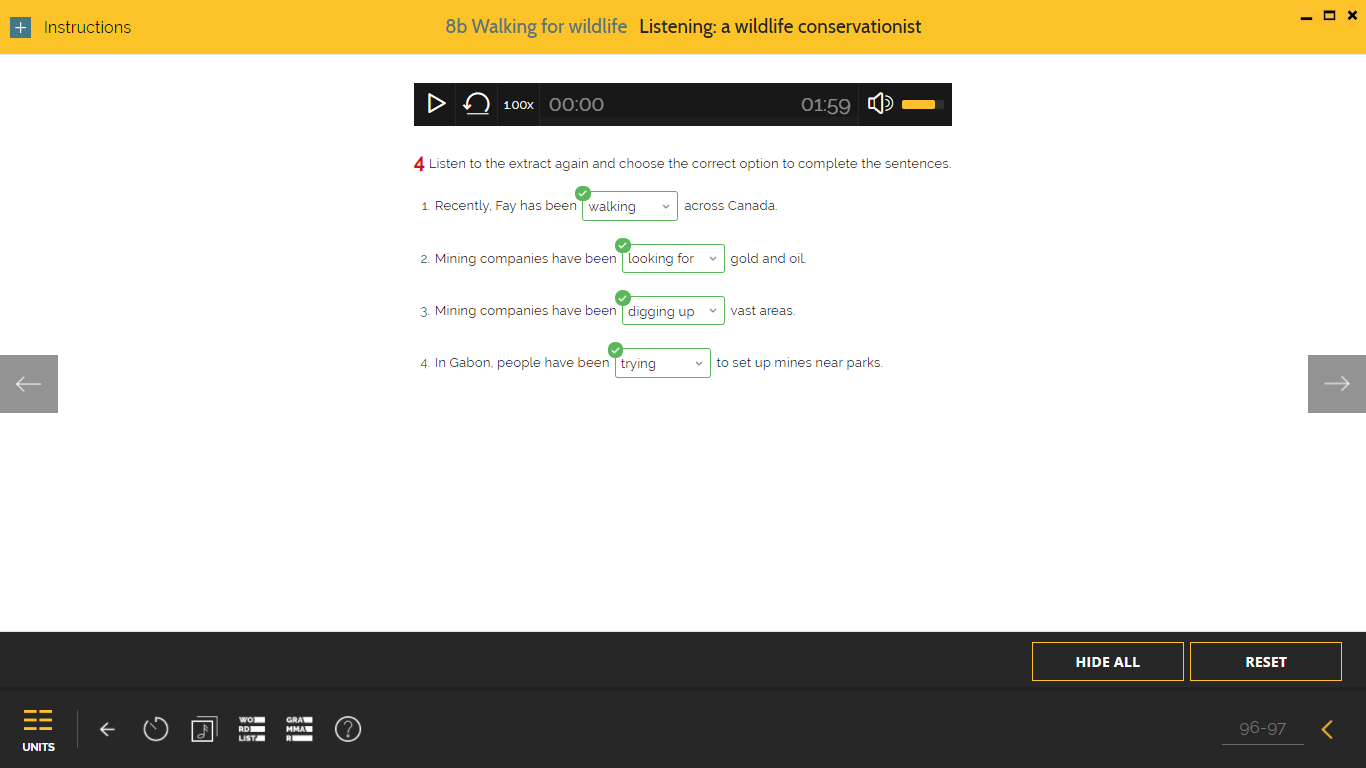 + Instructions
8b Walking for wildlife Listening: a wildlife conservationist
1.00x 00:00 01:59
4 Listen to the extract again and choose the correct option to complete the sentences.
1. Recently, Fay has been walking across Canada.
2. Mining companies have been looking for gold and oil.
3. Mining companies have been digging up vast areas.
4. In Gabon, people have been trying to set up mines near parks.
HIDE ALL RESET
WO
RD
LIST
GRA
MMA
R
?
96-97
UNITS